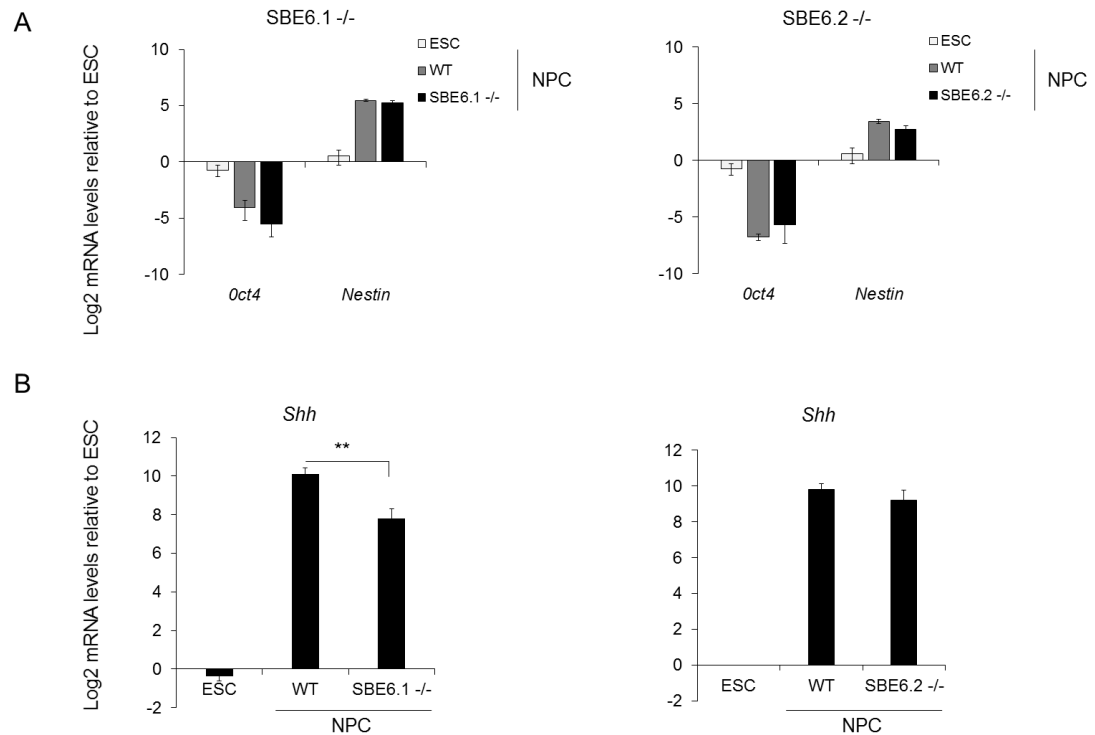 A
SBE6.1 -/-
Log2 mRNA levels relative to ESC
10
5
0
-5
-10
ESC
WT
SBE6.1 -/-
NPC
0ct4
Nestin
SBE6.2 -/-
10
5
0
-5
-10
ESC
WT
SBE6.2 -/-
NPC
0ct4
Nestin
B
Shh
Log2 mRNA levels relative to ESC
12
10
8
6
4
2
0
-2
**
ESC
WT
SBE6.1 -/-
NPC
Shh
12
10
8
6
4
2
0
-2
ESC
WT
SBE6.2 -/-
NPC